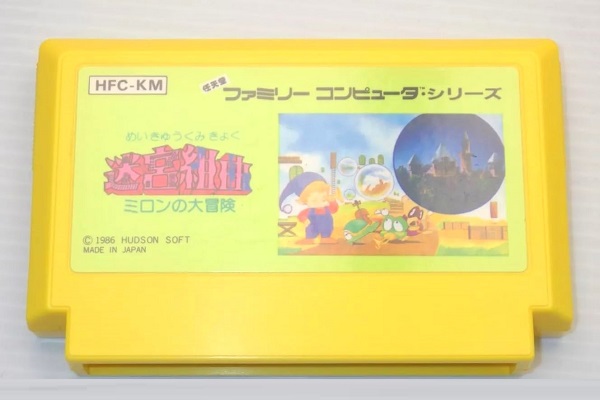 HFC-KM
任天堂 ファミリー コンピュータ™シリーズ
めいきゅうくみきょく
迷宮組曲
ミロンの大冒険
© 1986 HUDSON SOFT
MADE IN JAPAN